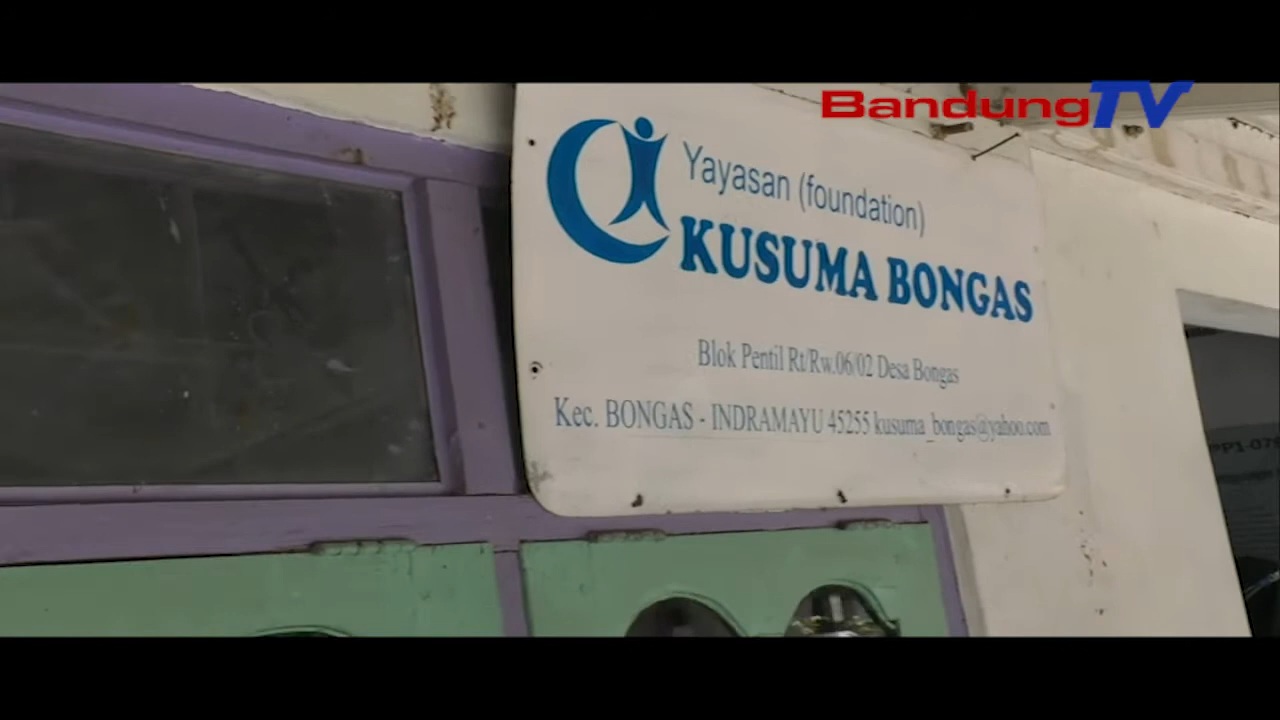 BandungTV
Yayasan (foundation)
KUSUMA BONGAS
Blok Pentil Rt/Rw.06/02 Desa Bongas
Kec. BONGAS - INDRAMAYU 45255 kusuma_bongas@yahoo.com